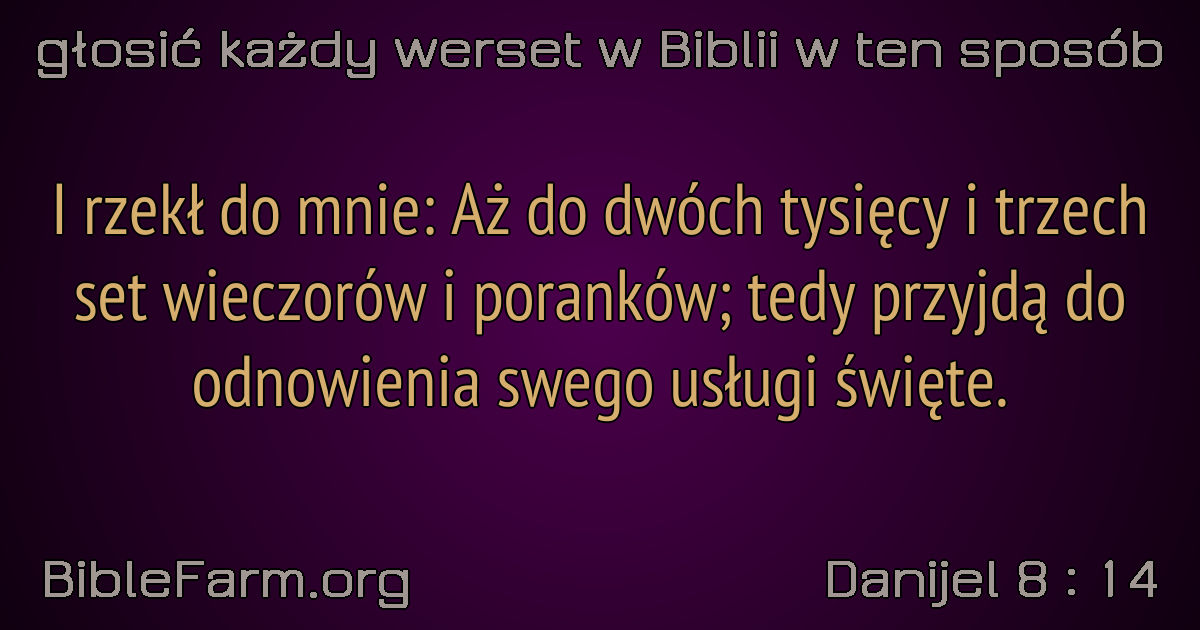 głosić każdy werset w Biblii w ten sposób
I rzekł do mnie: Aż do dwóch tysięcy i trzech
set wieczorów i poranków; tedy przyjdą do
odnowienia swego usługi święte.
BibleFarm.org
Danijel 8 : 14